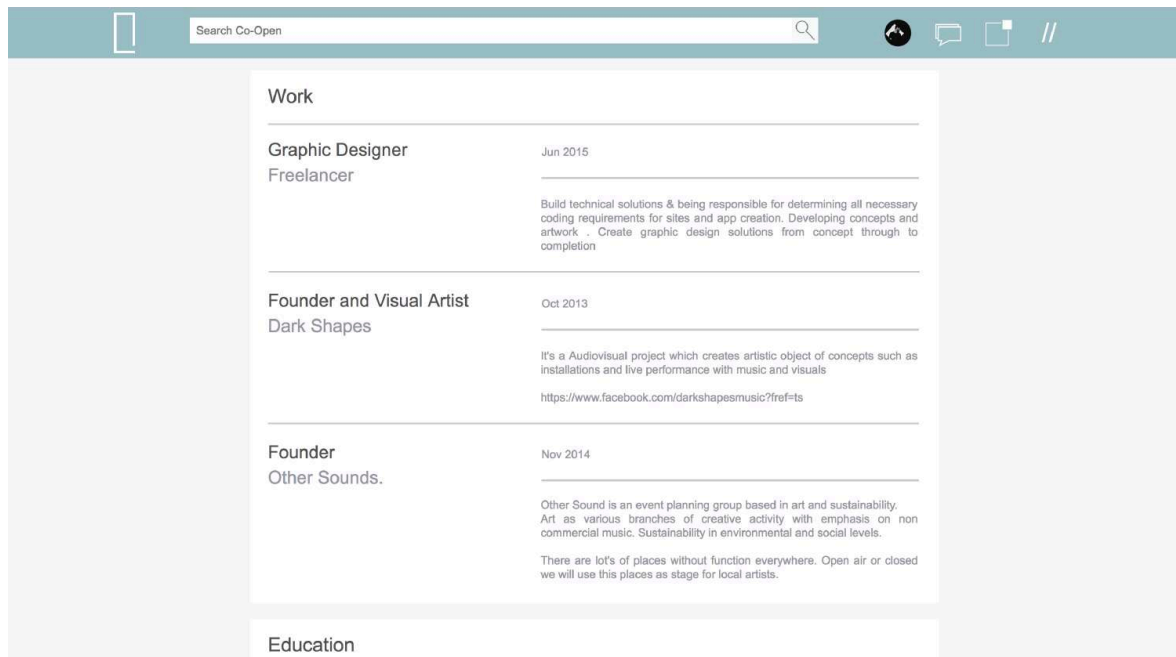 Search Co-Open
Work
Graphic Designer
Freelancer
Jun 2015
Build technical solutions & being responsible for determining all necessary
coding requirements for sites and app creation. Developing concepts and
artwork . Create graphic design solutions from concept through to
completion
Founder and Visual Artist
Dark Shapes
Oct 2013
It's a Audiovisual project which creates artistic object of concepts such as
installations and live performance with music and visuals
https://www.facebook.com/darkshapesmusic?fref=ts
Founder
Other Sounds.
Nov 2014
Other Sound is an event planning group based in art and sustainability.
Art as various branches of creative activity with emphasis on non
commercial music. Sustainability in environmental and social levels.
There are lot's of places without function everywhere. Open air or closed
we will use this places as stage for local artists.
Education